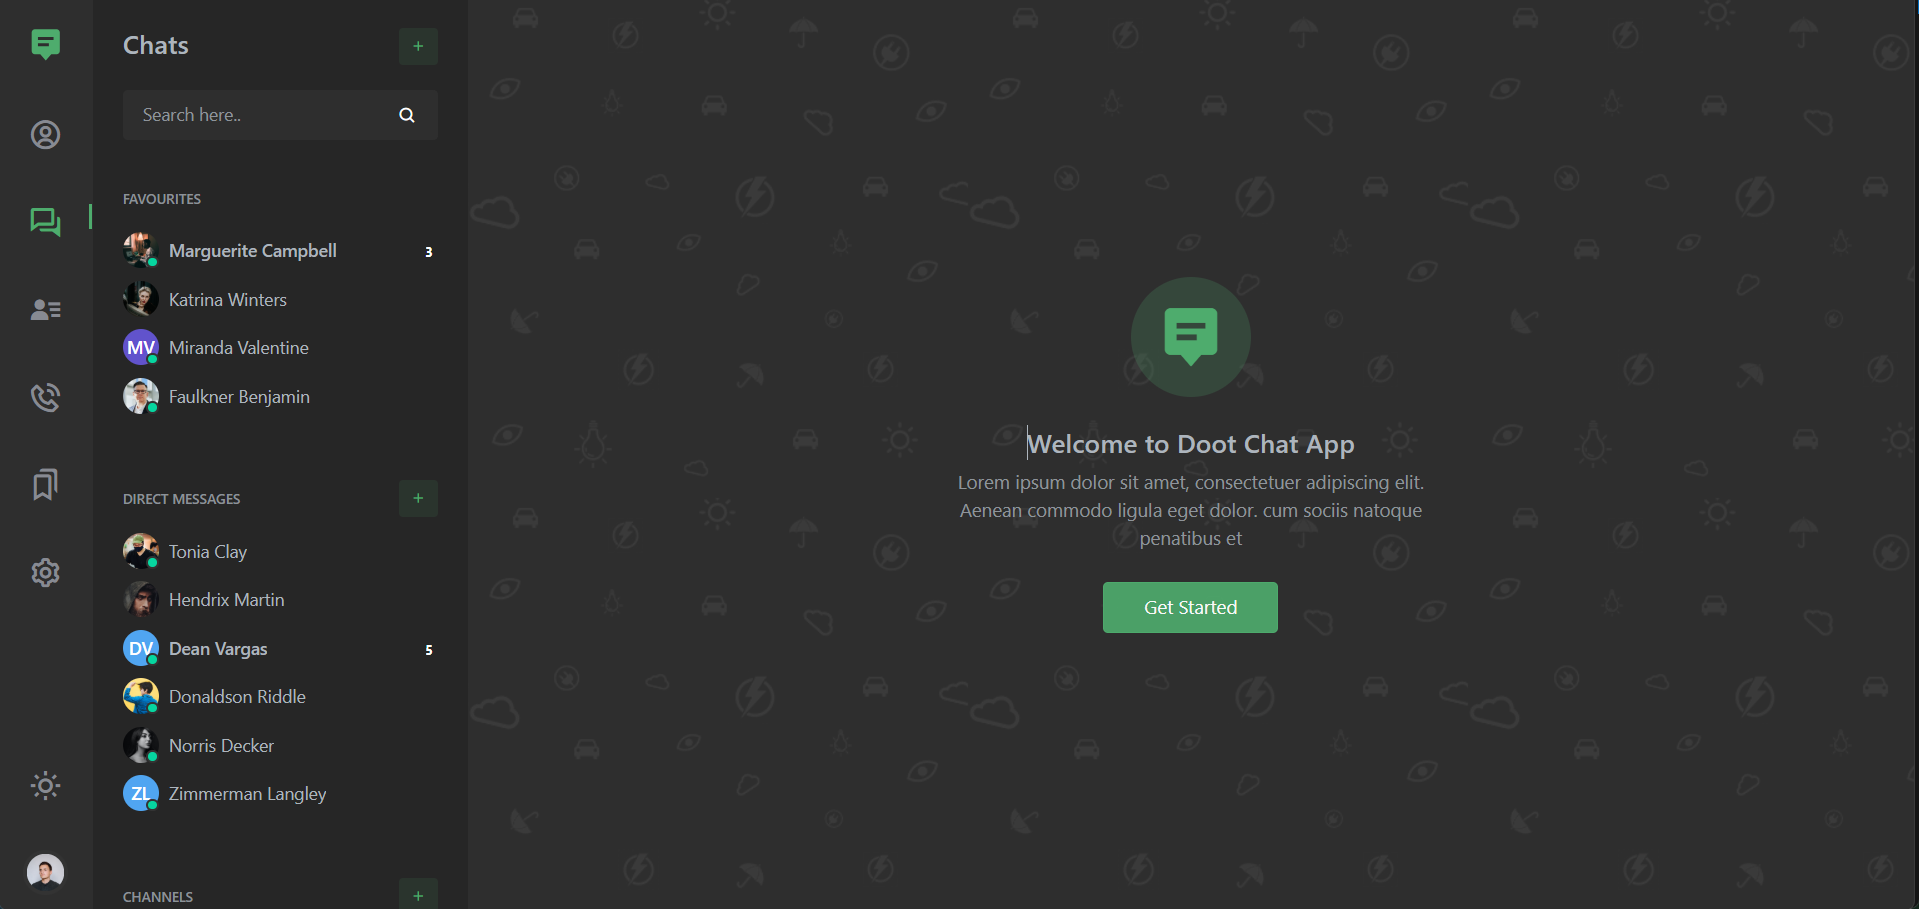 Chats
+
Search here..
FAVOURITES
Marguerite Campbell 3
Katrina Winters
MV Miranda Valentine
Faulkner Benjamin
DIRECT MESSAGES +
Tonia Clay
Hendrix Martin
DV Dean Vargas 5
Donaldson Riddle
Norris Decker
ZL Zimmerman Langley
CHANNELS +
Welcome to Doot Chat App
Lorem ipsum dolor sit amet, consectetuer adipiscing elit.
Aenean commodo ligula eget dolor. cum sociis natoque
penatibus et
Get Started